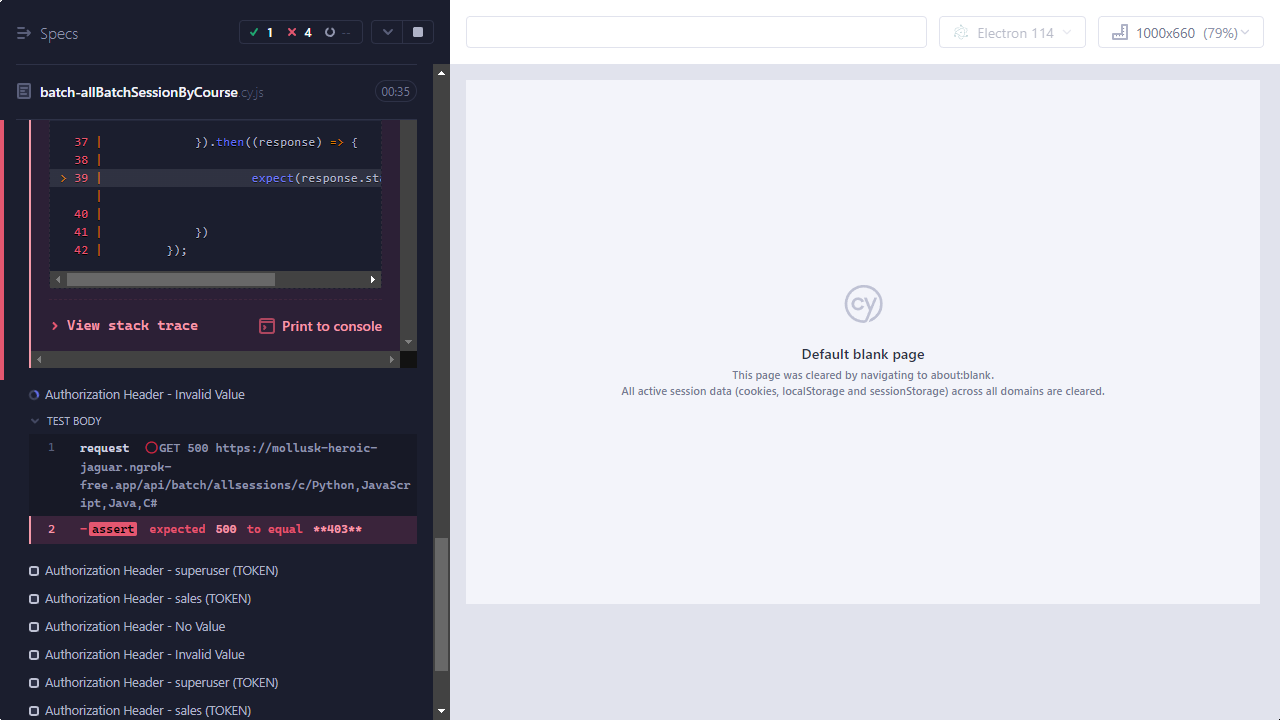 Specs
1
4
--
Electron 114
1000x660 (79%)
batch-allBatchSessionByCourse.cy.js
00:35
37 | }).then((response) => {
38 |
> 39 | expect(response.sta
|
40 |
41 | })
42 | });
View stack trace
Print to console
Authorization Header - Invalid Value
TEST BODY
1 request GET 500 https://mollusk-heroic-
jaguar.ngrok-
free.app/api/batch/allsessions/c/Python,JavaScr
ipt,Java,C#
2 -assert expected 500 to equal **403**
Authorization Header - superuser (TOKEN)
Authorization Header - sales (TOKEN)
Authorization Header - No Value
Authorization Header - Invalid Value
Authorization Header - superuser (TOKEN)
Authorization Header - sales (TOKEN)
cy
Default blank page
This page was cleared by navigating to about:blank.
All active session data (cookies, localStorage and sessionStorage) across all domains are cleared.